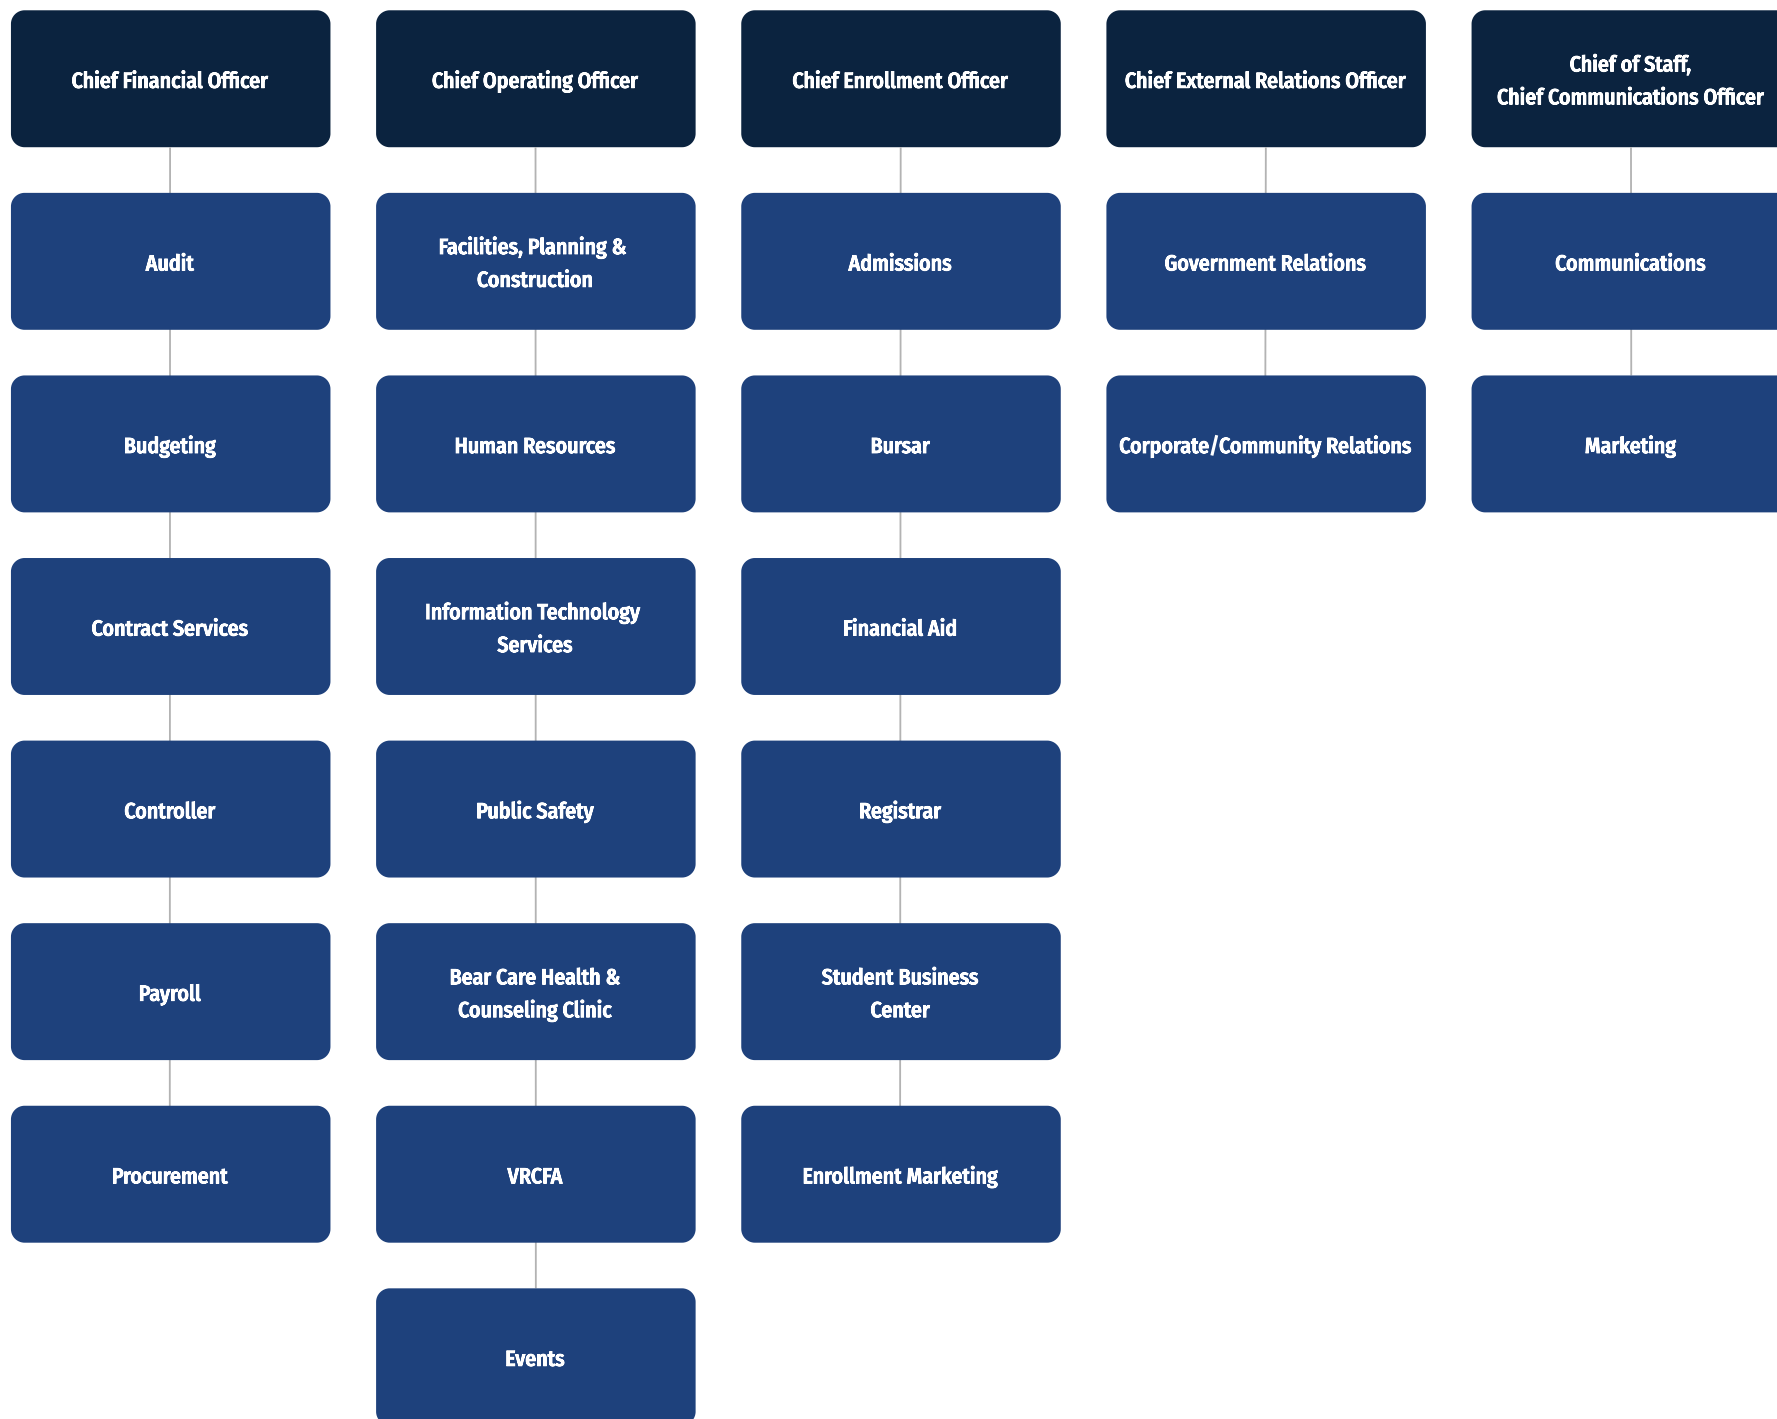 Chief Financial Officer
Audit
Budgeting
Contract Services
Controller
Payroll
Procurement
Chief Operating Officer
Facilities, Planning &
Construction
Human Resources
Information Technology
Services
Public Safety
Bear Care Health &
Counseling Clinic
VRCFA
Events
Chief Enrollment Officer
Admissions
Bursar
Financial Aid
Registrar
Student Business
Center
Enrollment Marketing
Chief External Relations Officer
Government Relations
Corporate/Community Relations
Chief of Staff,
Chief Communications Officer
Communications
Marketing